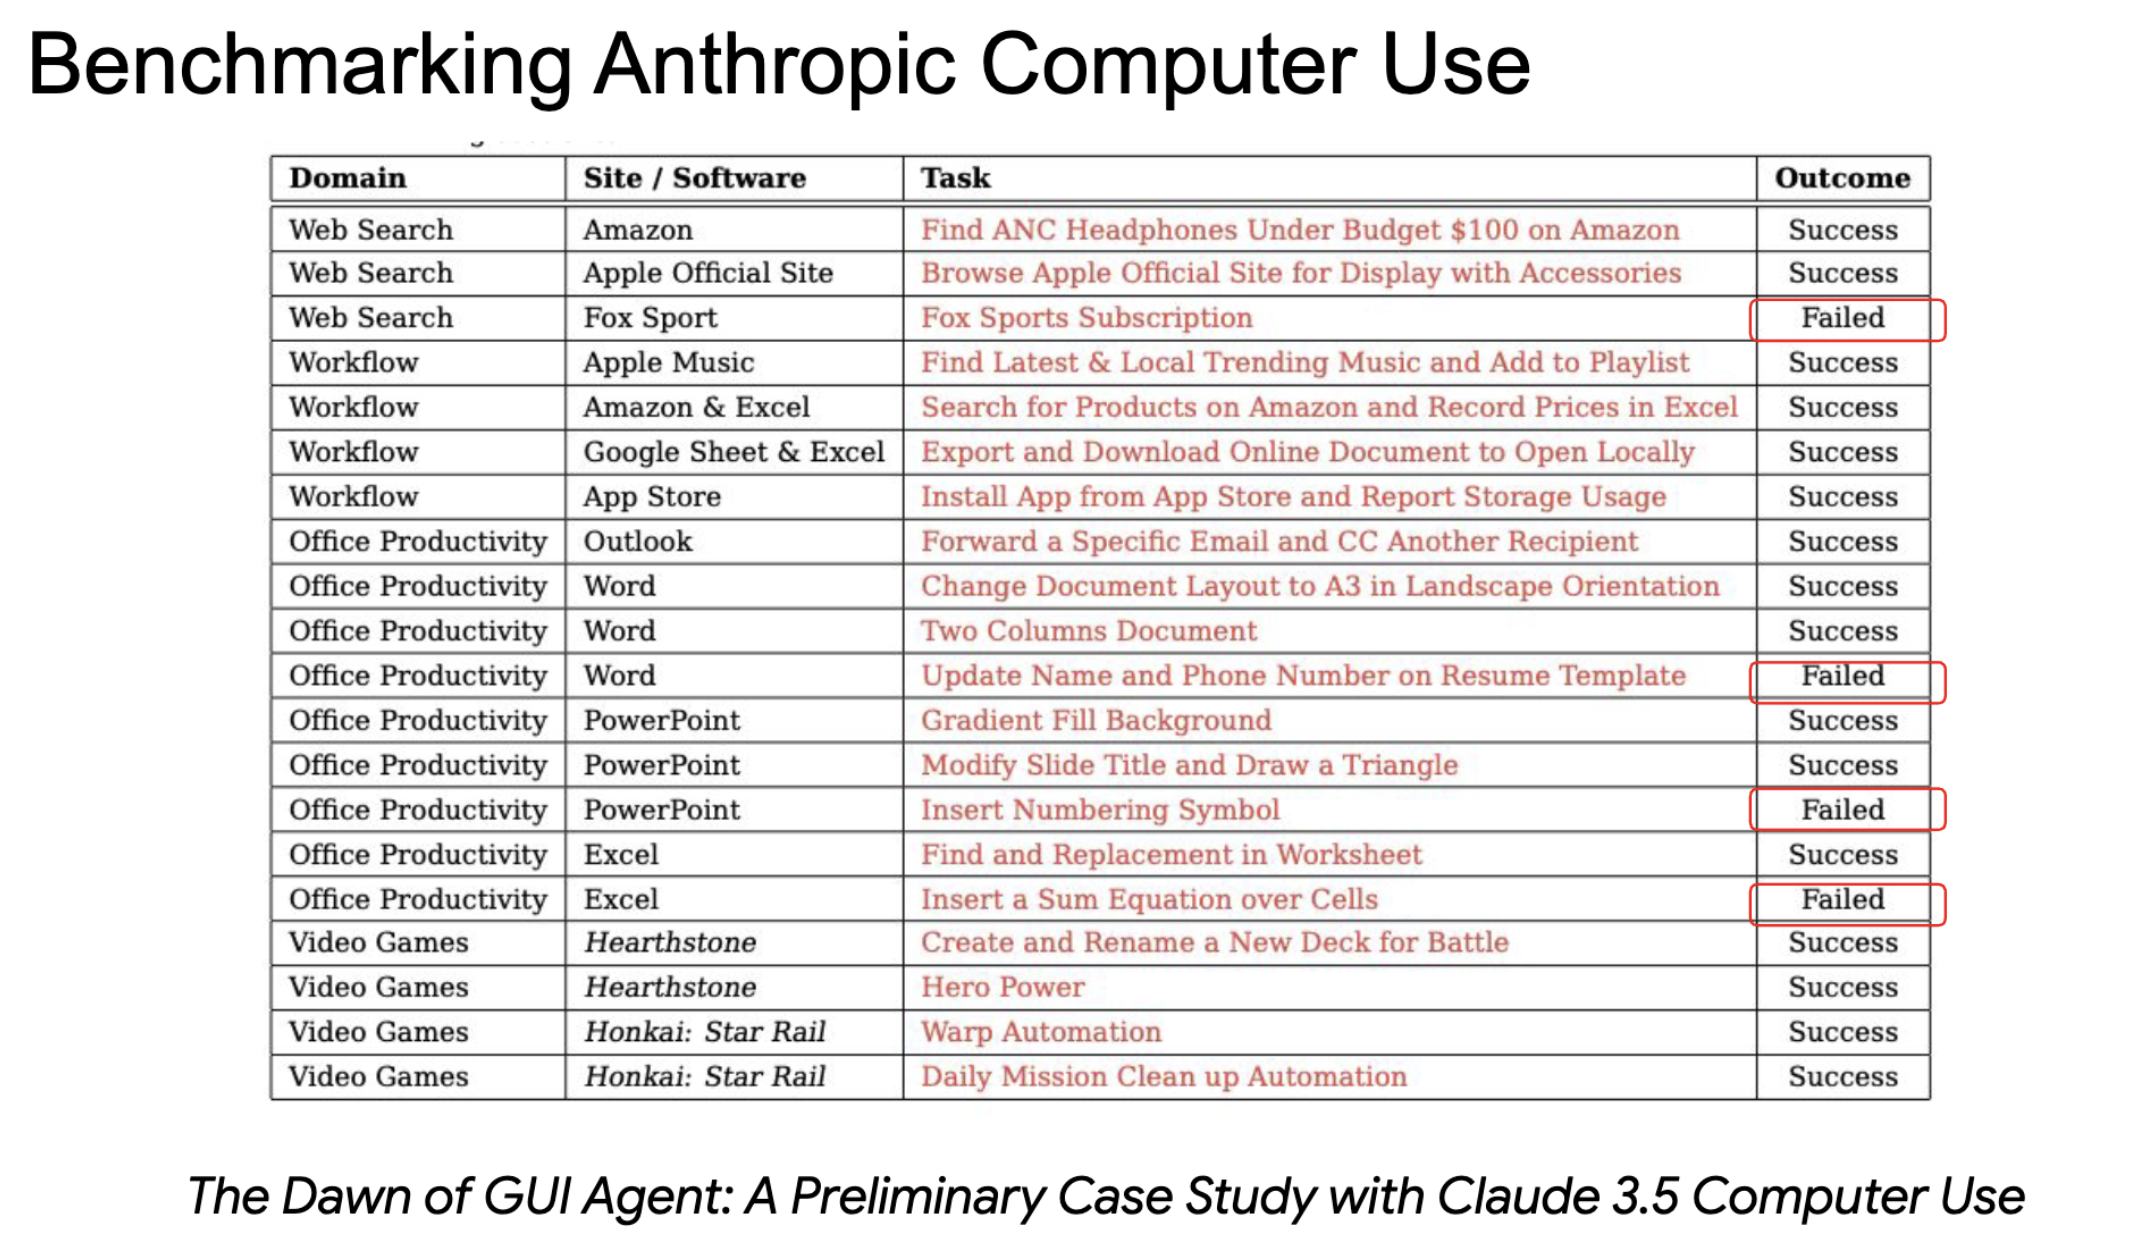 Benchmarking Anthropic Computer Use
Domain Site / Software Task Outcome
Web Search Amazon Find ANC Headphones Under Budget $100 on Amazon Success
Web Search Apple Official Site Browse Apple Official Site for Display with Accessories Success
Web Search Fox Sport Fox Sports Subscription Failed
Workflow Apple Music Find Latest & Local Trending Music and Add to Playlist Success
Workflow Amazon & Excel Search for Products on Amazon and Record Prices in Excel Success
Workflow Google Sheet & Excel Export and Download Online Document to Open Locally Success
Workflow App Store Install App from App Store and Report Storage Usage Success
Office Productivity Outlook Forward a Specific Email and CC Another Recipient Success
Office Productivity Word Change Document Layout to A3 in Landscape Orientation Success
Office Productivity Word Two Columns Document Success
Office Productivity Word Update Name and Phone Number on Resume Template Failed
Office Productivity PowerPoint Gradient Fill Background Success
Office Productivity PowerPoint Modify Slide Title and Draw a Triangle Success
Office Productivity PowerPoint Insert Numbering Symbol Failed
Office Productivity Excel Find and Replacement in Worksheet Success
Office Productivity Excel Insert a Sum Equation over Cells Failed
Video Games Hearthstone Create and Rename a New Deck for Battle Success
Video Games Hearthstone Hero Power Success
Video Games Honkai: Star Rail Warp Automation Success
Video Games Honkai: Star Rail Daily Mission Clean up Automation Success
The Dawn of GUI Agent: A Preliminary Case Study with Claude 3.5 Computer Use